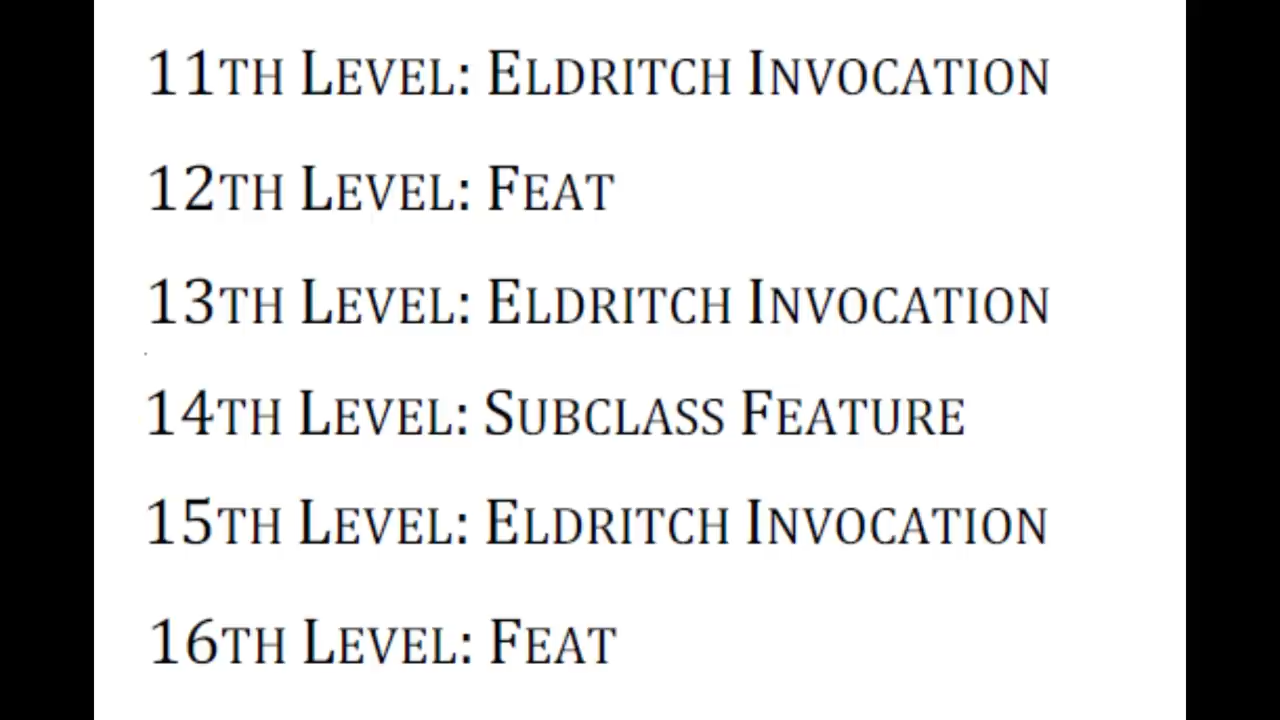 11th Level: Eldritch Invocation
12th Level: Feat
13th Level: Eldritch Invocation
14th Level: Subclass Feature
15th Level: Eldritch Invocation
16th Level: Feat